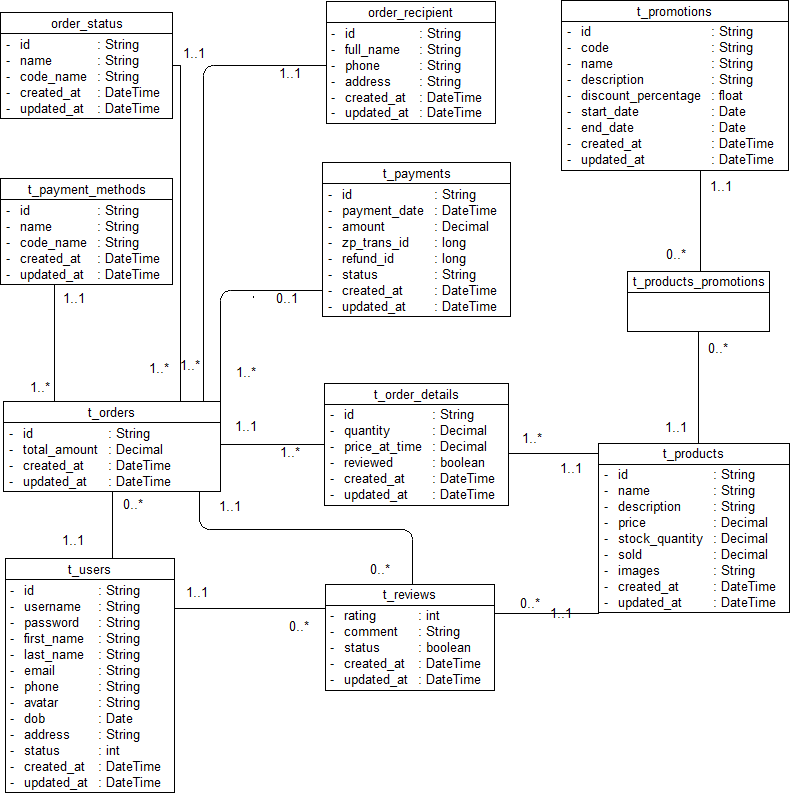 order_status
- id : String
- name : String
- code_name : String
- created_at : DateTime
- updated_at : DateTime
order_recipient
- id : String
- full_name : String
- phone : String
- address : String
- created_at : DateTime
- updated_at : DateTime
t_promotions
- id : String
- code : String
- name : String
- description : String
- discount_percentage : float
- start_date : Date
- end_date : Date
- created_at : DateTime
- updated_at : DateTime
1..1
1..1
t_payment_methods
- id : String
- name : String
- code_name : String
- created_at : DateTime
- updated_at : DateTime
t_payments
- id : String
- payment_date : DateTime
- amount : Decimal
- zp_trans_id : long
- refund_id : long
- status : String
- created_at : DateTime
- updated_at : DateTime
1..1
0..*
t_products_promotions
1..1
0..1
0..*
1..*
1..*
1..*
1..*
t_orders
- id : String
- total_amount : Decimal
- created_at : DateTime
- updated_at : DateTime
1..1
1..*
t_order_details
- id : String
- quantity : Decimal
- price_at_time : Decimal
- reviewed : boolean
- created_at : DateTime
- updated_at : DateTime
1..*
1..1
1..1
t_products
- id : String
- name : String
- description : String
- price : Decimal
- stock_quantity : Decimal
- sold : Decimal
- images : String
- created_at : DateTime
- updated_at : DateTime
0..*
1..1
1..1
0..*
t_users
- id : String
- username : String
- password : String
- first_name : String
- last_name : String
- email : String
- phone : String
- avatar : String
- dob : Date
- address : String
- status : int
- created_at : DateTime
- updated_at : DateTime
1..1
0..*
t_reviews
- rating : int
- comment : String
- status : boolean
- created_at : DateTime
- updated_at : DateTime
0..*
1..1